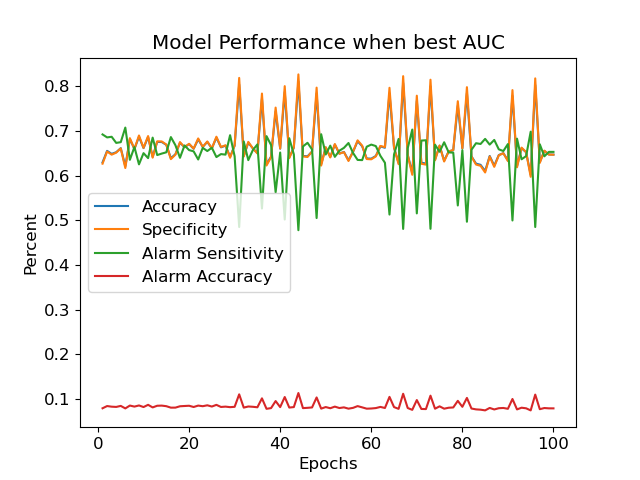 Model Performance when best AUC
0.8
0.7
0.6
0.5
0.4
0.3
0.2
0.1
Percent
Accuracy
Specificity
Alarm Sensitivity
Alarm Accuracy
0 20 40 60 80 100
Epochs